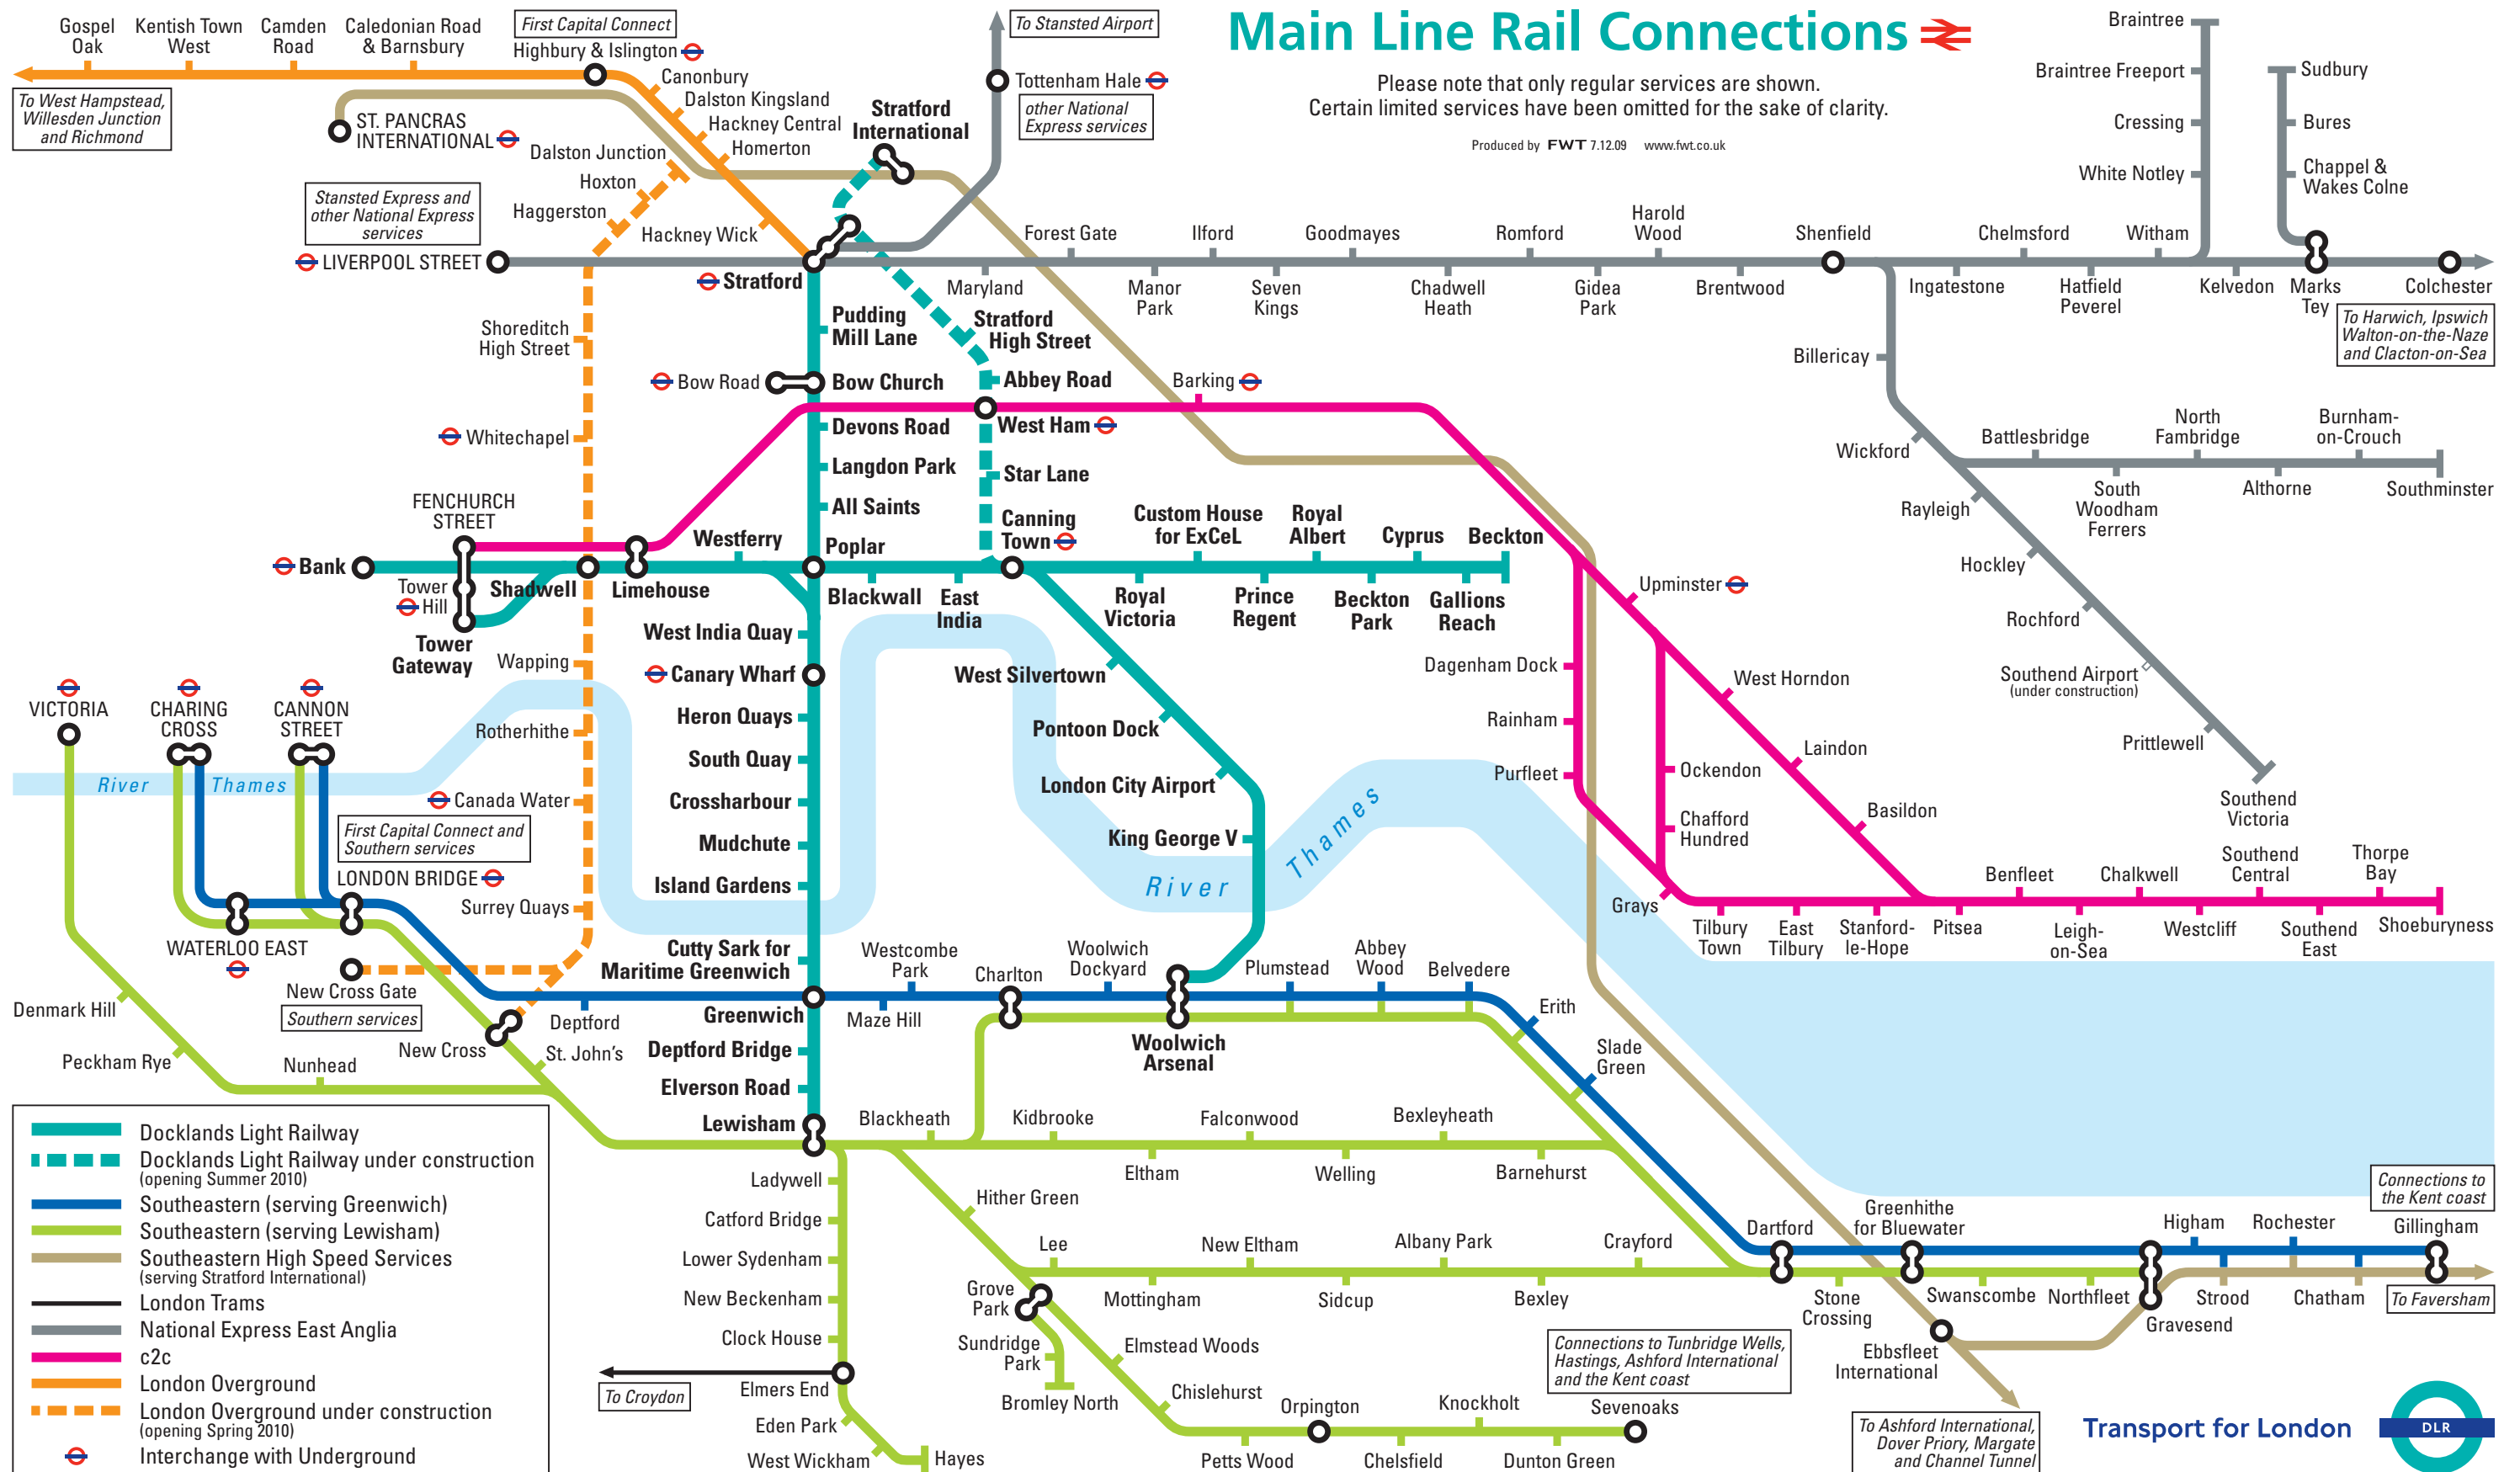 Main Line Rail Connections
Please note that only regular services are shown.
Certain limited services have been omitted for the sake of clarity.
Produced by FWT 7.12.09 www.fwt.co.uk
Gospel
Oak
Kentish Town
West
Camden
Road
Caledonian Road
& Barnsbury
First Capital Connect
Highbury & Islington
To West Hampstead,
Willesden Junction
and Richmond
Canonbury
Dalston Kingsland
Hackney Central
Homerton
Hackney Wick
ST. PANCRAS
INTERNATIONAL
Dalston Junction
Hoxton
Haggerston
Stratford
International
To Stansted Airport
Tottenham Hale
other National
Express services
Stansted Express and
other National Express
services
LIVERPOOL STREET
Stratford
Maryland
Forest Gate
Manor
Park
Ilford
Seven
Kings
Goodmayes
Chadwell
Heath
Romford
Gidea
Park
Harold
Wood
Brentwood
Shenfield
Ingatestone
Chelmsford
Hatfield
Peverel
Witham
Kelvedon
Marks
Tey
Colchester
To Harwich, Ipswich
Walton-on-the-Naze
and Clacton-on-Sea
Braintree
Braintree Freeport
Cressing
White Notley
Sudbury
Bures
Chappel &
Wakes Colne
Billericay
Wickford
Battlesbridge
South
Woodham
Ferrers
North
Fambridge
Althorne
Burnham-
on-Crouch
Southminster
Rayleigh
Hockley
Rochford
Southend Airport
(under construction)
Prittlewell
Southend
Victoria
Shoreditch
High Street
Whitechapel
Pudding
Mill Lane
Bow Road
Bow Church
Devons Road
Langdon Park
All Saints
Poplar
Stratford
High Street
Abbey Road
West Ham
Star Lane
Canning
Town
Barking
FENCHURCH
STREET
Bank
Tower
Hill
Tower
Gateway
Shadwell
Limehouse
Westferry
Blackwall
East
India
Royal
Victoria
Custom House
for ExCeL
Prince
Regent
Royal
Albert
Beckton
Park
Cyprus
Gallions
Reach
Beckton
West Silvertown
Pontoon Dock
London City Airport
King George V
West India Quay
Canary Wharf
Heron Quays
South Quay
Crossharbour
Mudchute
Island Gardens
Cutty Sark for
Maritime Greenwich
Greenwich
Deptford Bridge
Elverson Road
Lewisham
Wapping
Rotherhithe
Canada Water
Surrey Quays
New Cross Gate
Southern services
New Cross
Upminster
Dagenham Dock
Rainham
Purfleet
Ockendon
Chafford
Hundred
Grays
West Horndon
Laindon
Basildon
Tilbury
Town
East
Tilbury
Stanford-
le-Hope
Pitsea
Benfleet
Leigh-
on-Sea
Chalkwell
Westcliff
Southend
Central
Southend
East
Thorpe
Bay
Shoeburyness
VICTORIA
CHARING
CROSS
CANNON
STREET
River Thames
River Thames
First Capital Connect and
Southern services
LONDON BRIDGE
WATERLOO EAST
Denmark Hill
Peckham Rye
Nunhead
St. John's
Deptford
Maze Hill
Westcombe
Park
Charlton
Woolwich
Dockyard
Woolwich
Arsenal
Plumstead
Abbey
Wood
Belvedere
Erith
Slade
Green
Blackheath
Kidbrooke
Eltham
Falconwood
Welling
Bexleyheath
Barnehurst
Ladywell
Catford Bridge
Lower Sydenham
New Beckenham
Clock House
Elmers End
To Croydon
Eden Park
West Wickham
Hayes
Hither Green
Lee
Mottingham
New Eltham
Sidcup
Albany Park
Bexley
Crayford
Grove
Park
Sundridge
Park
Bromley North
Elmstead Woods
Chislehurst
Petts Wood
Orpington
Chelsfield
Knockholt
Dunton Green
Sevenoaks
Connections to Tunbridge Wells,
Hastings, Ashford International
and the Kent coast
Dartford
Stone
Crossing
Greenhithe
for Bluewater
Swanscombe
Northfleet
Gravesend
Higham
Strood
Rochester
Chatham
Gillingham
Connections to
the Kent coast
To Faversham
Ebbsfleet
International
To Ashford International,
Dover Priory, Margate
and Channel Tunnel
Docklands Light Railway
Docklands Light Railway under construction
(opening Summer 2010)
Southeastern (serving Greenwich)
Southeastern (serving Lewisham)
Southeastern High Speed Services
(serving Stratford International)
London Trams
National Express East Anglia
c2c
London Overground
London Overground under construction
(opening Spring 2010)
Interchange with Underground
Transport for London
DLR